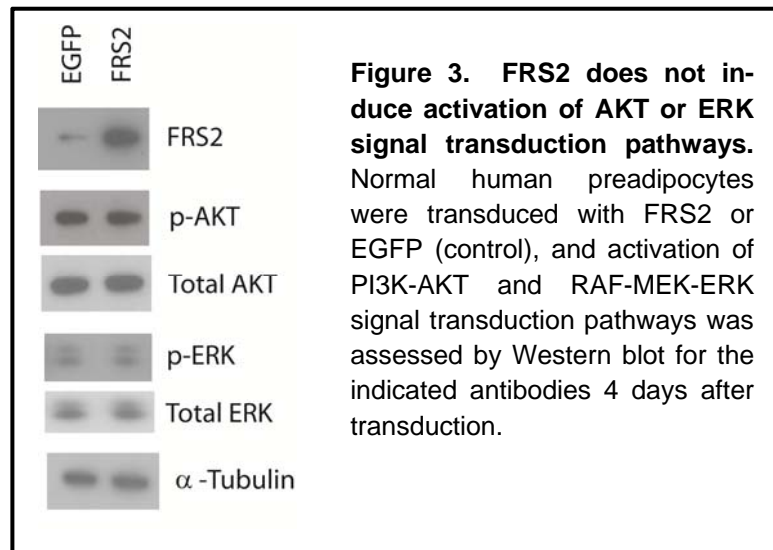 EGFP
FRS2
FRS2
p-AKT
Total AKT
p-ERK
Total ERK
α -Tubulin
Figure 3. FRS2 does not in-
duce activation of AKT or ERK
signal transduction pathways.
Normal human preadipocytes
were transduced with FRS2 or
EGFP (control), and activation of
PI3K-AKT and RAF-MEK-ERK
signal transduction pathways was
assessed by Western blot for the
indicated antibodies 4 days after
transduction.